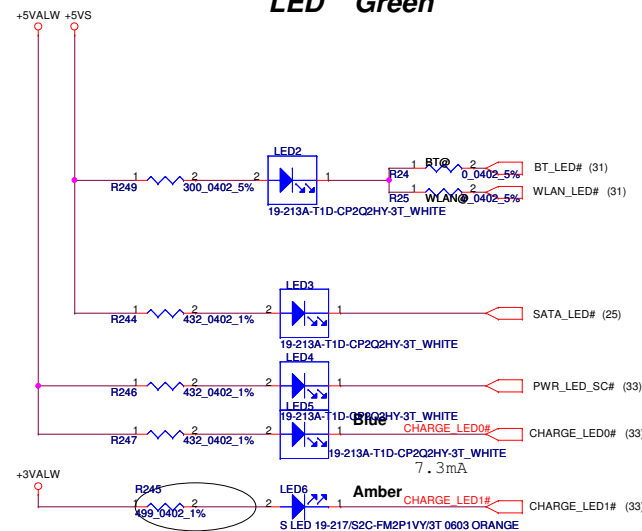 LED Green
+5VALW +5VS
LED2
1 2 2 1 1 BT@ 2
R24 0_0402_5% BT_LED# (31)
R249 300_0402_5% 1 2
R25 WLAN@ 0_0402_5% WLAN_LED# (31)
19-213A-T1D-CP2Q2HY-3T_WHITE
LED3
1 2 2 1
R244 432_0402_1% SATA_LED# (25)
19-213A-T1D-CP2Q2HY-3T_WHITE
LED4
1 2 2 1
R246 432_0402_1% PWR_LED_SC# (33)
LED5
19-213A-T1D-CP2Q2HY-3T_WHITE
Blue
1 2 2 1 CHARGE_LED0#
R247 432_0402_1% CHARGE_LED0# (33)
19-213A-T1D-CP2Q2HY-3T_WHITE
7.3mA
+3VALW
R245 LED6 Amber
1 2 2 1 CHARGE_LED1#
499_0402_1% CHARGE_LED1# (33)
S LED 19-217/S2C-FM2P1VY/3T 0603 ORANGE